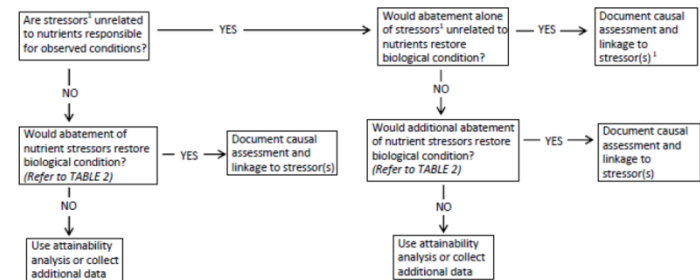 Are stressors¹ unrelated
to nutrients responsible
for observed conditions?
YES
Would abatement alone
of stressors¹ unrelated to
nutrients restore
biological condition?
YES
Document causal
assessment and
linkage to
stressor(s) ¹
NO
NO
Would abatement of
nutrient stressors restore
biological condition?
(Refer to TABLE 2)
YES
Document causal
assessment and
linkage to stressor(s)
Would additional abatement
of nutrient stressors restore
biological condition?
(Refer to TABLE 2)
YES
Document causal
assessment and
linkage to
stressor(s)
NO
NO
Use attainability
analysis or collect
additional data
Use attainability
analysis or collect
additional data